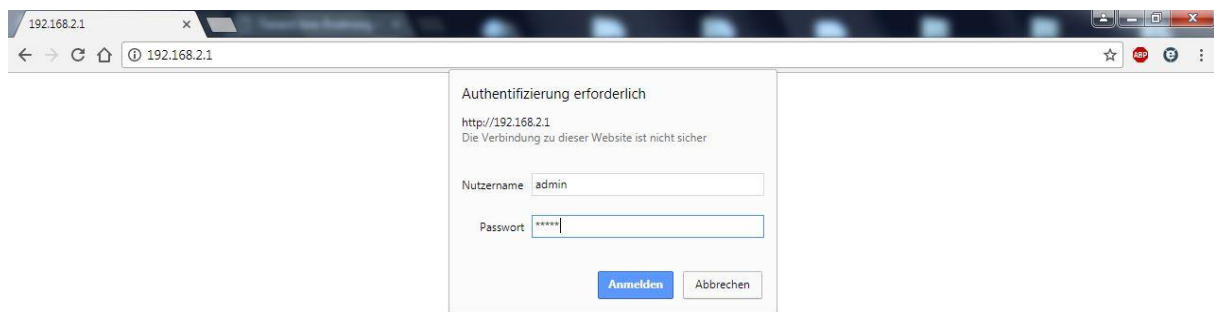 192.168.2.1
192.168.2.1
ABP
Authentifizierung erforderlich
http://192.168.2.1
Die Verbindung zu dieser Website ist nicht sicher
Nutzername admin
Passwort *****
Anmelden Abbrechen